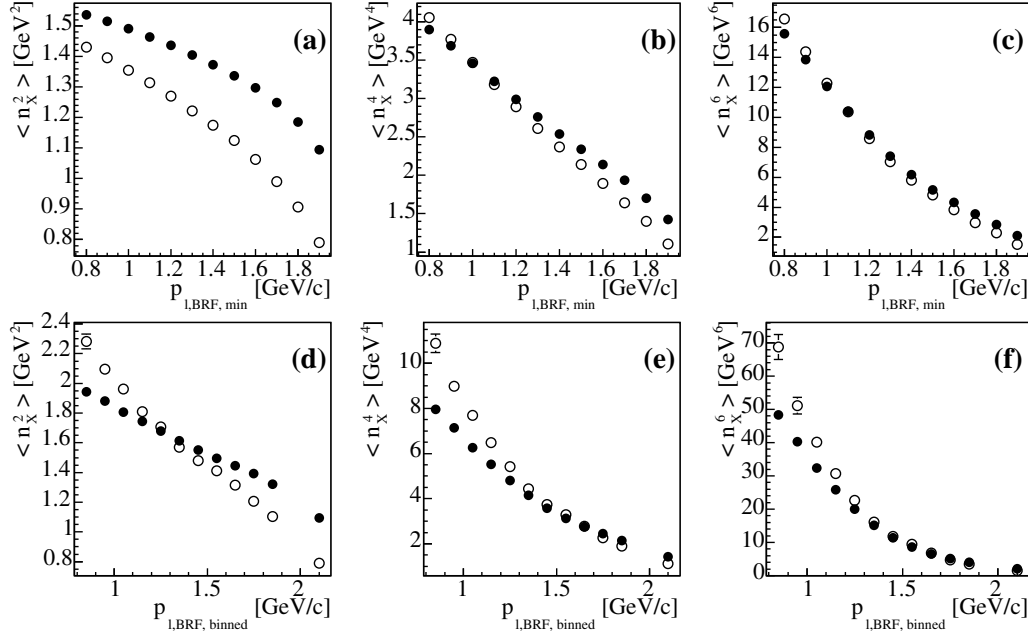 (a)
< n_X^2 > [GeV^2]
1.5
1.4
1.3
1.2
1.1
1
0.9
0.8
0.8 1 1.2 1.4 1.6 1.8
p_l,BRF, min [GeV/c]
(b)
< n_X^4 > [GeV^4]
4
3.5
3
2.5
2
1.5
1
0.8 1 1.2 1.4 1.6 1.8
p_l,BRF, min [GeV/c]
(c)
< n_X^6 > [GeV^6]
16
14
12
10
8
6
4
2
0.8 1 1.2 1.4 1.6 1.8
p_l,BRF, min [GeV/c]
(d)
< n_X^2 > [GeV^2]
2.4
2.2
2
1.8
1.6
1.4
1.2
1
0.8
1 1.5 2
p_l,BRF, binned [GeV/c]
(e)
< n_X^4 > [GeV^4]
10
8
6
4
2
1 1.5 2
p_l,BRF, binned [GeV/c]
(f)
< n_X^6 > [GeV^6]
70
60
50
40
30
20
10
0
1 1.5 2
p_l,BRF, binned [GeV/c]